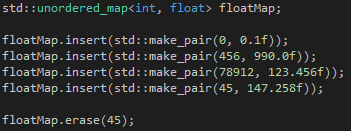 std::unordered_map<int, float> floatMap;
floatMap.insert(std::make_pair(0, 0.1f));
floatMap.insert(std::make_pair(456, 990.0f));
floatMap.insert(std::make_pair(78912, 123.456f));
floatMap.insert(std::make_pair(45, 147.258f));
floatMap.erase(45);